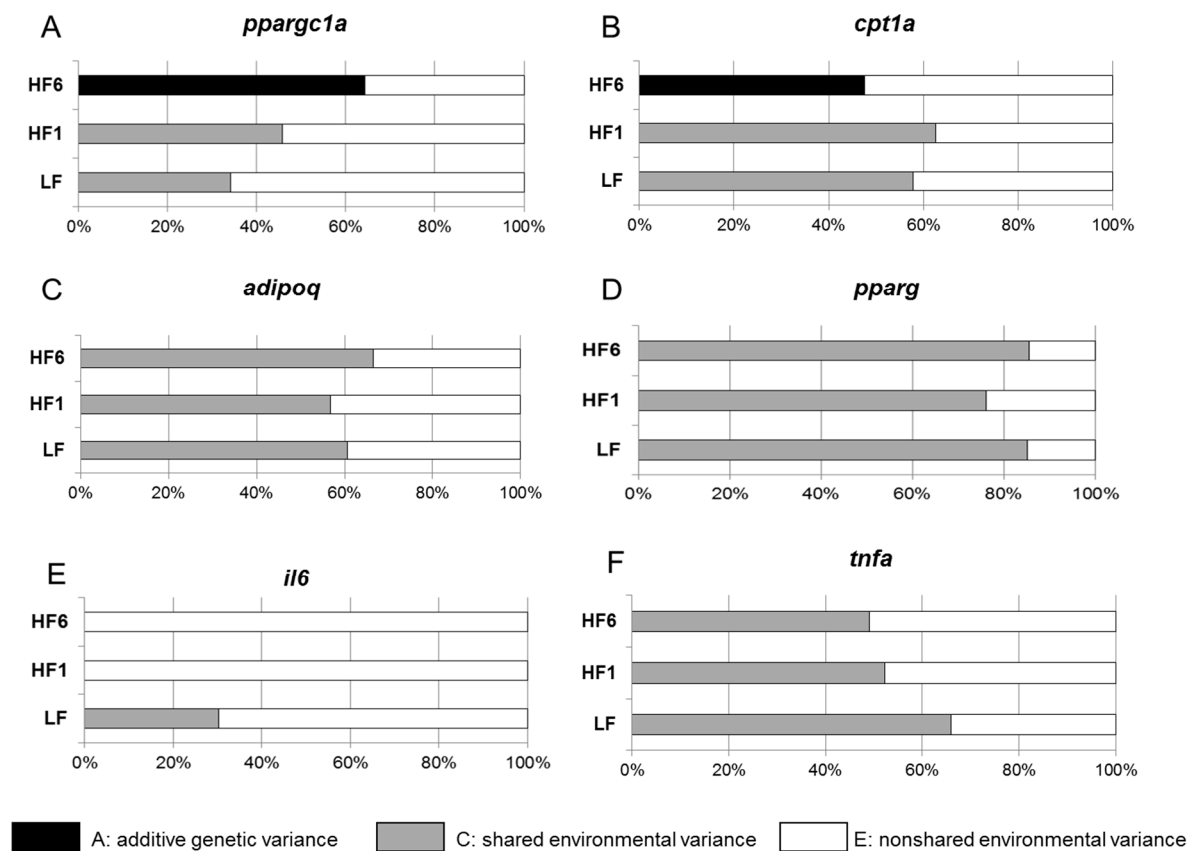 A
ppargc1a
HF6
HF1
LF
0% 20% 40% 60% 80% 100%
B
cpt1a
HF6
HF1
LF
0% 20% 40% 60% 80% 100%
C
adipoq
HF6
HF1
LF
0% 20% 40% 60% 80% 100%
D
pparg
HF6
HF1
LF
0% 20% 40% 60% 80% 100%
E
il6
HF6
HF1
LF
0% 20% 40% 60% 80% 100%
F
tnfa
HF6
HF1
LF
0% 20% 40% 60% 80% 100%
A: additive genetic variance
C: shared environmental variance
E: nonshared environmental variance